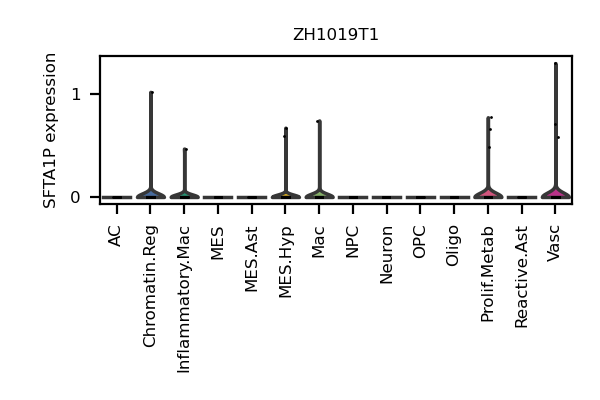 ZH1019T1
SFTA1P expression
1
0
AC
Chromatin.Reg
Inflammatory.Mac
MES
MES.Ast
MES.Hyp
Mac
NPC
Neuron
OPC
Oligo
Prolif.Metab
Reactive.Ast
Vasc